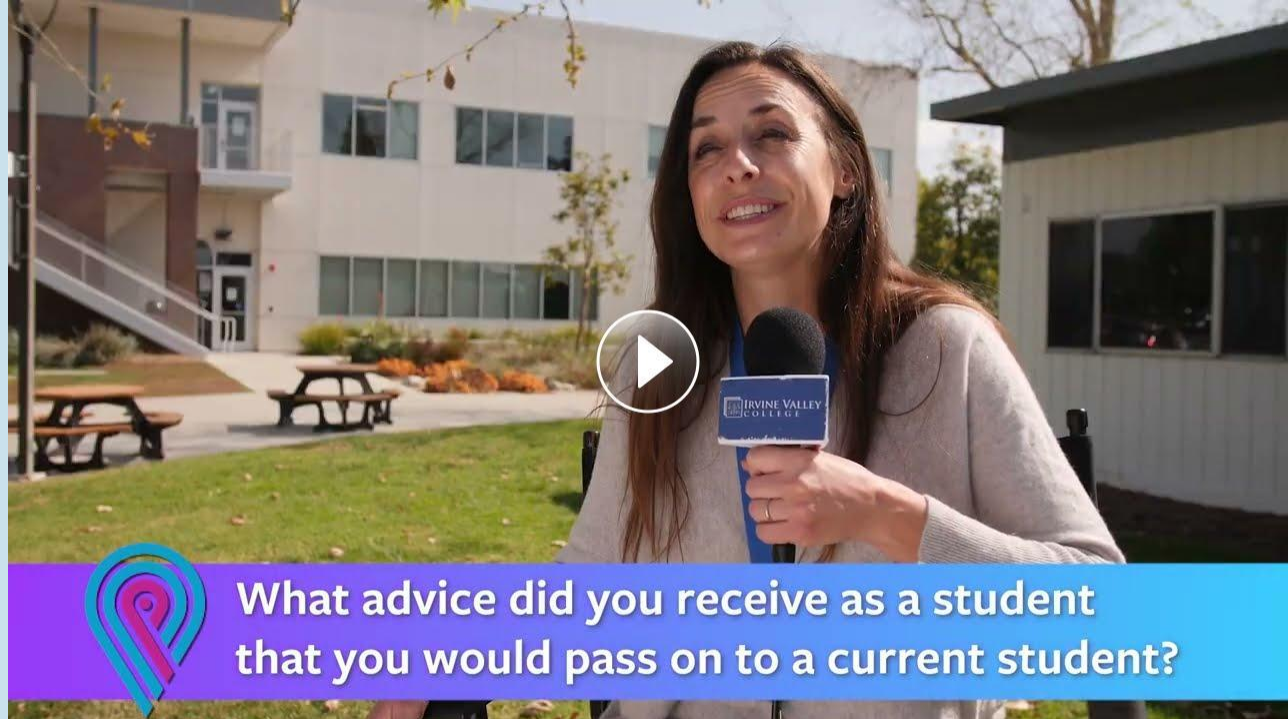 IRVINE VALLEY
COLLEGE
What advice did you receive as a student
that you would pass on to a current student?